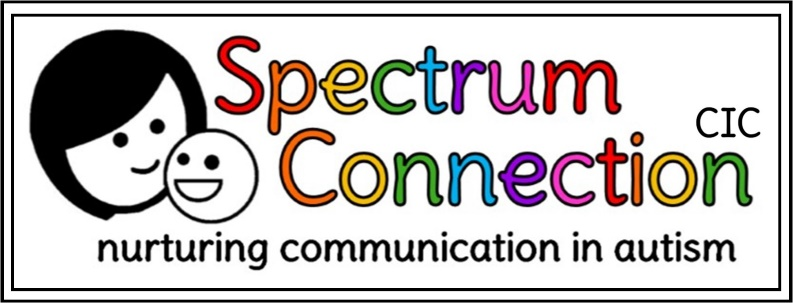 Spectrum
CIC
Connection
nurturing communication in autism